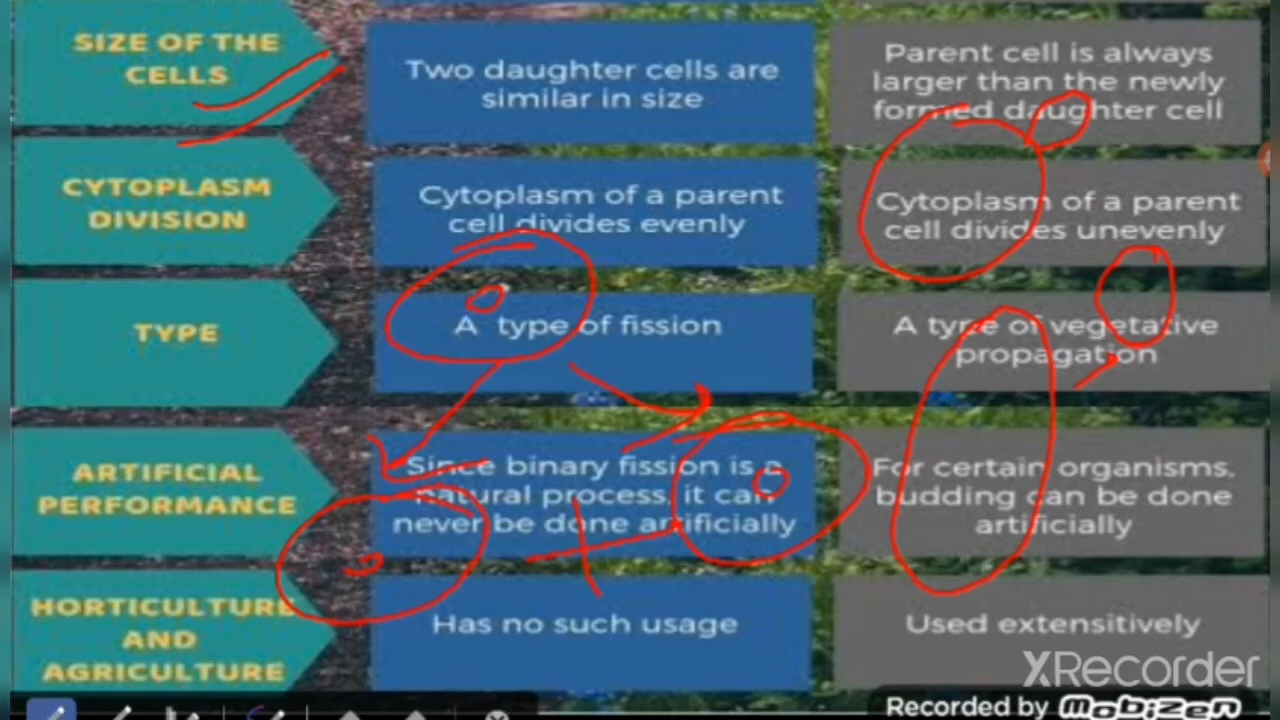 SIZE OF THE
CELLS
Two daughter cells are
similar in size
Parent cell is always
larger than the newly
formed daughter cell
CYTOPLASM
DIVISION
Cytoplasm of a parent
cell divides evenly
Cytoplasm of a parent
cell divides unevenly
TYPE
A type of fission
A type of vegetative
propagation
ARTIFICIAL
PERFORMANCE
Since binary fission is a
natural process, it can
never be done artificially
For certain organisms,
budding can be done
artificially
HORTICULTURE
AND
AGRICULTURE
Has no such usage
Used extensitively
XRecorder
Recorded by mobizen